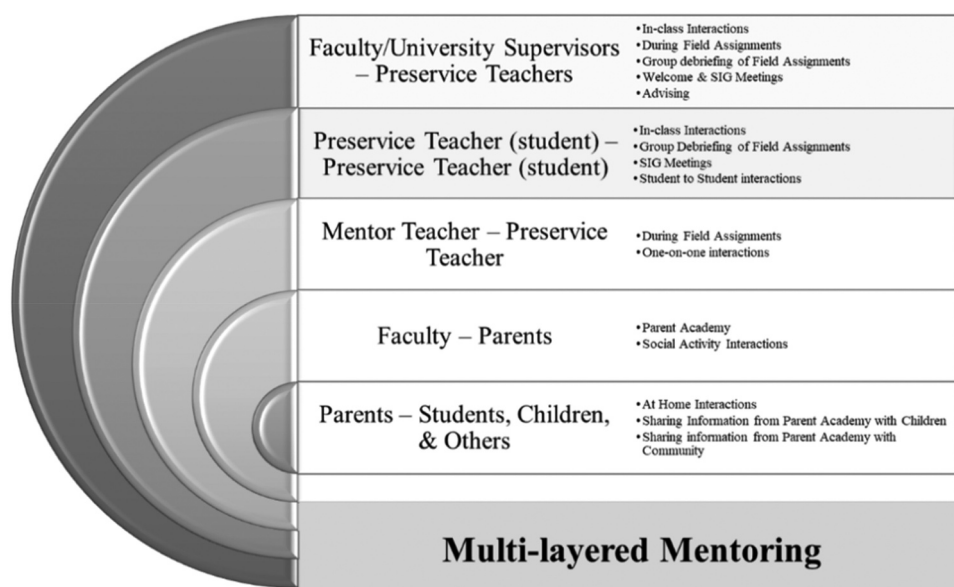 Faculty/University Supervisors
– Preservice Teachers
•In-class Interactions
•During Field Assignments
•Group debriefing of Field Assignments
•Welcome & SIG Meetings
•Advising
Preservice Teacher (student) –
Preservice Teacher (student)
•In-class Interactions
•Group Debriefing of Field Assignments
•SIG Meetings
•Student to Student interactions
Mentor Teacher – Preservice
Teacher
•During Field Assignments
•One-on-one interactions
Faculty – Parents
•Parent Academy
•Social Activity Interactions
Parents – Students, Children,
& Others
•At Home Interactions
•Sharing Information from Parent Academy with Children
•Sharing information from Parent Academy with
Community
Multi-layered Mentoring